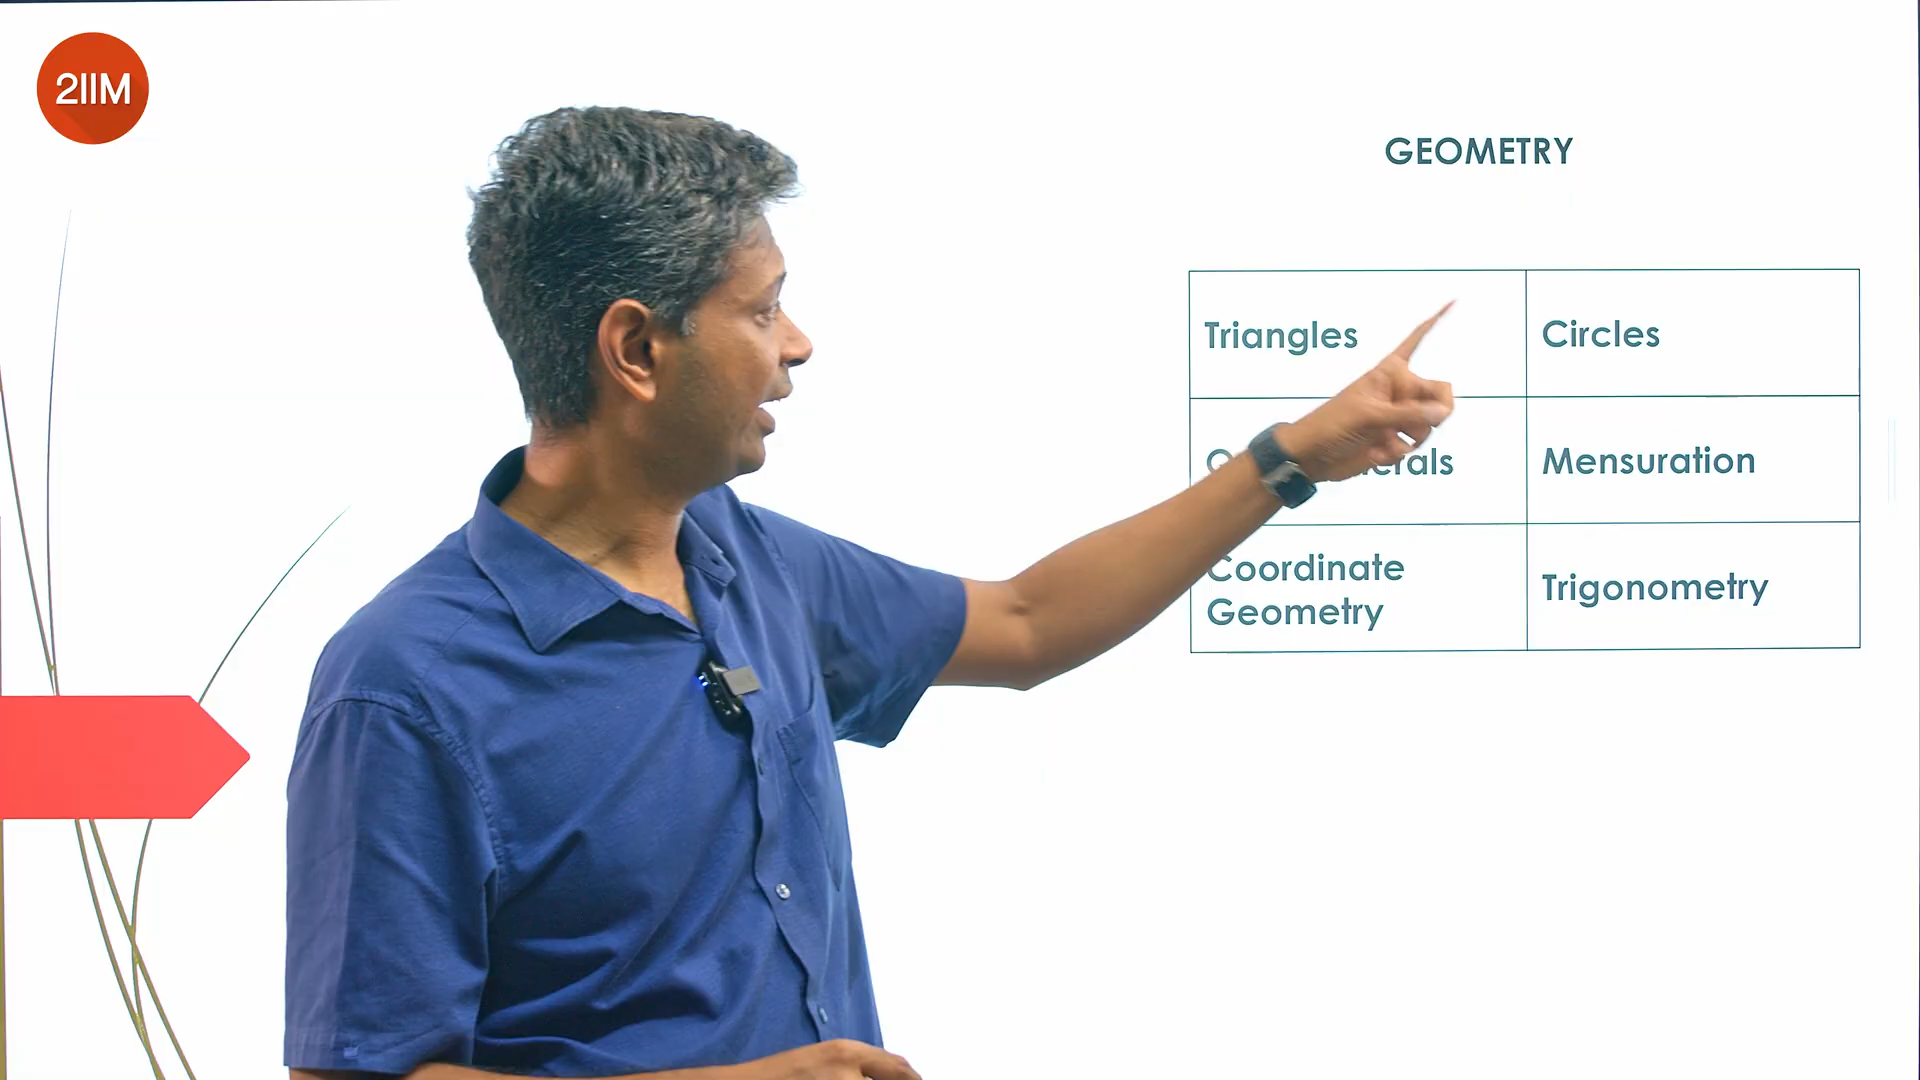 2IIM
GEOMETRY
Triangles
Circles
Mensuration
Coordinate
Geometry
Trigonometry